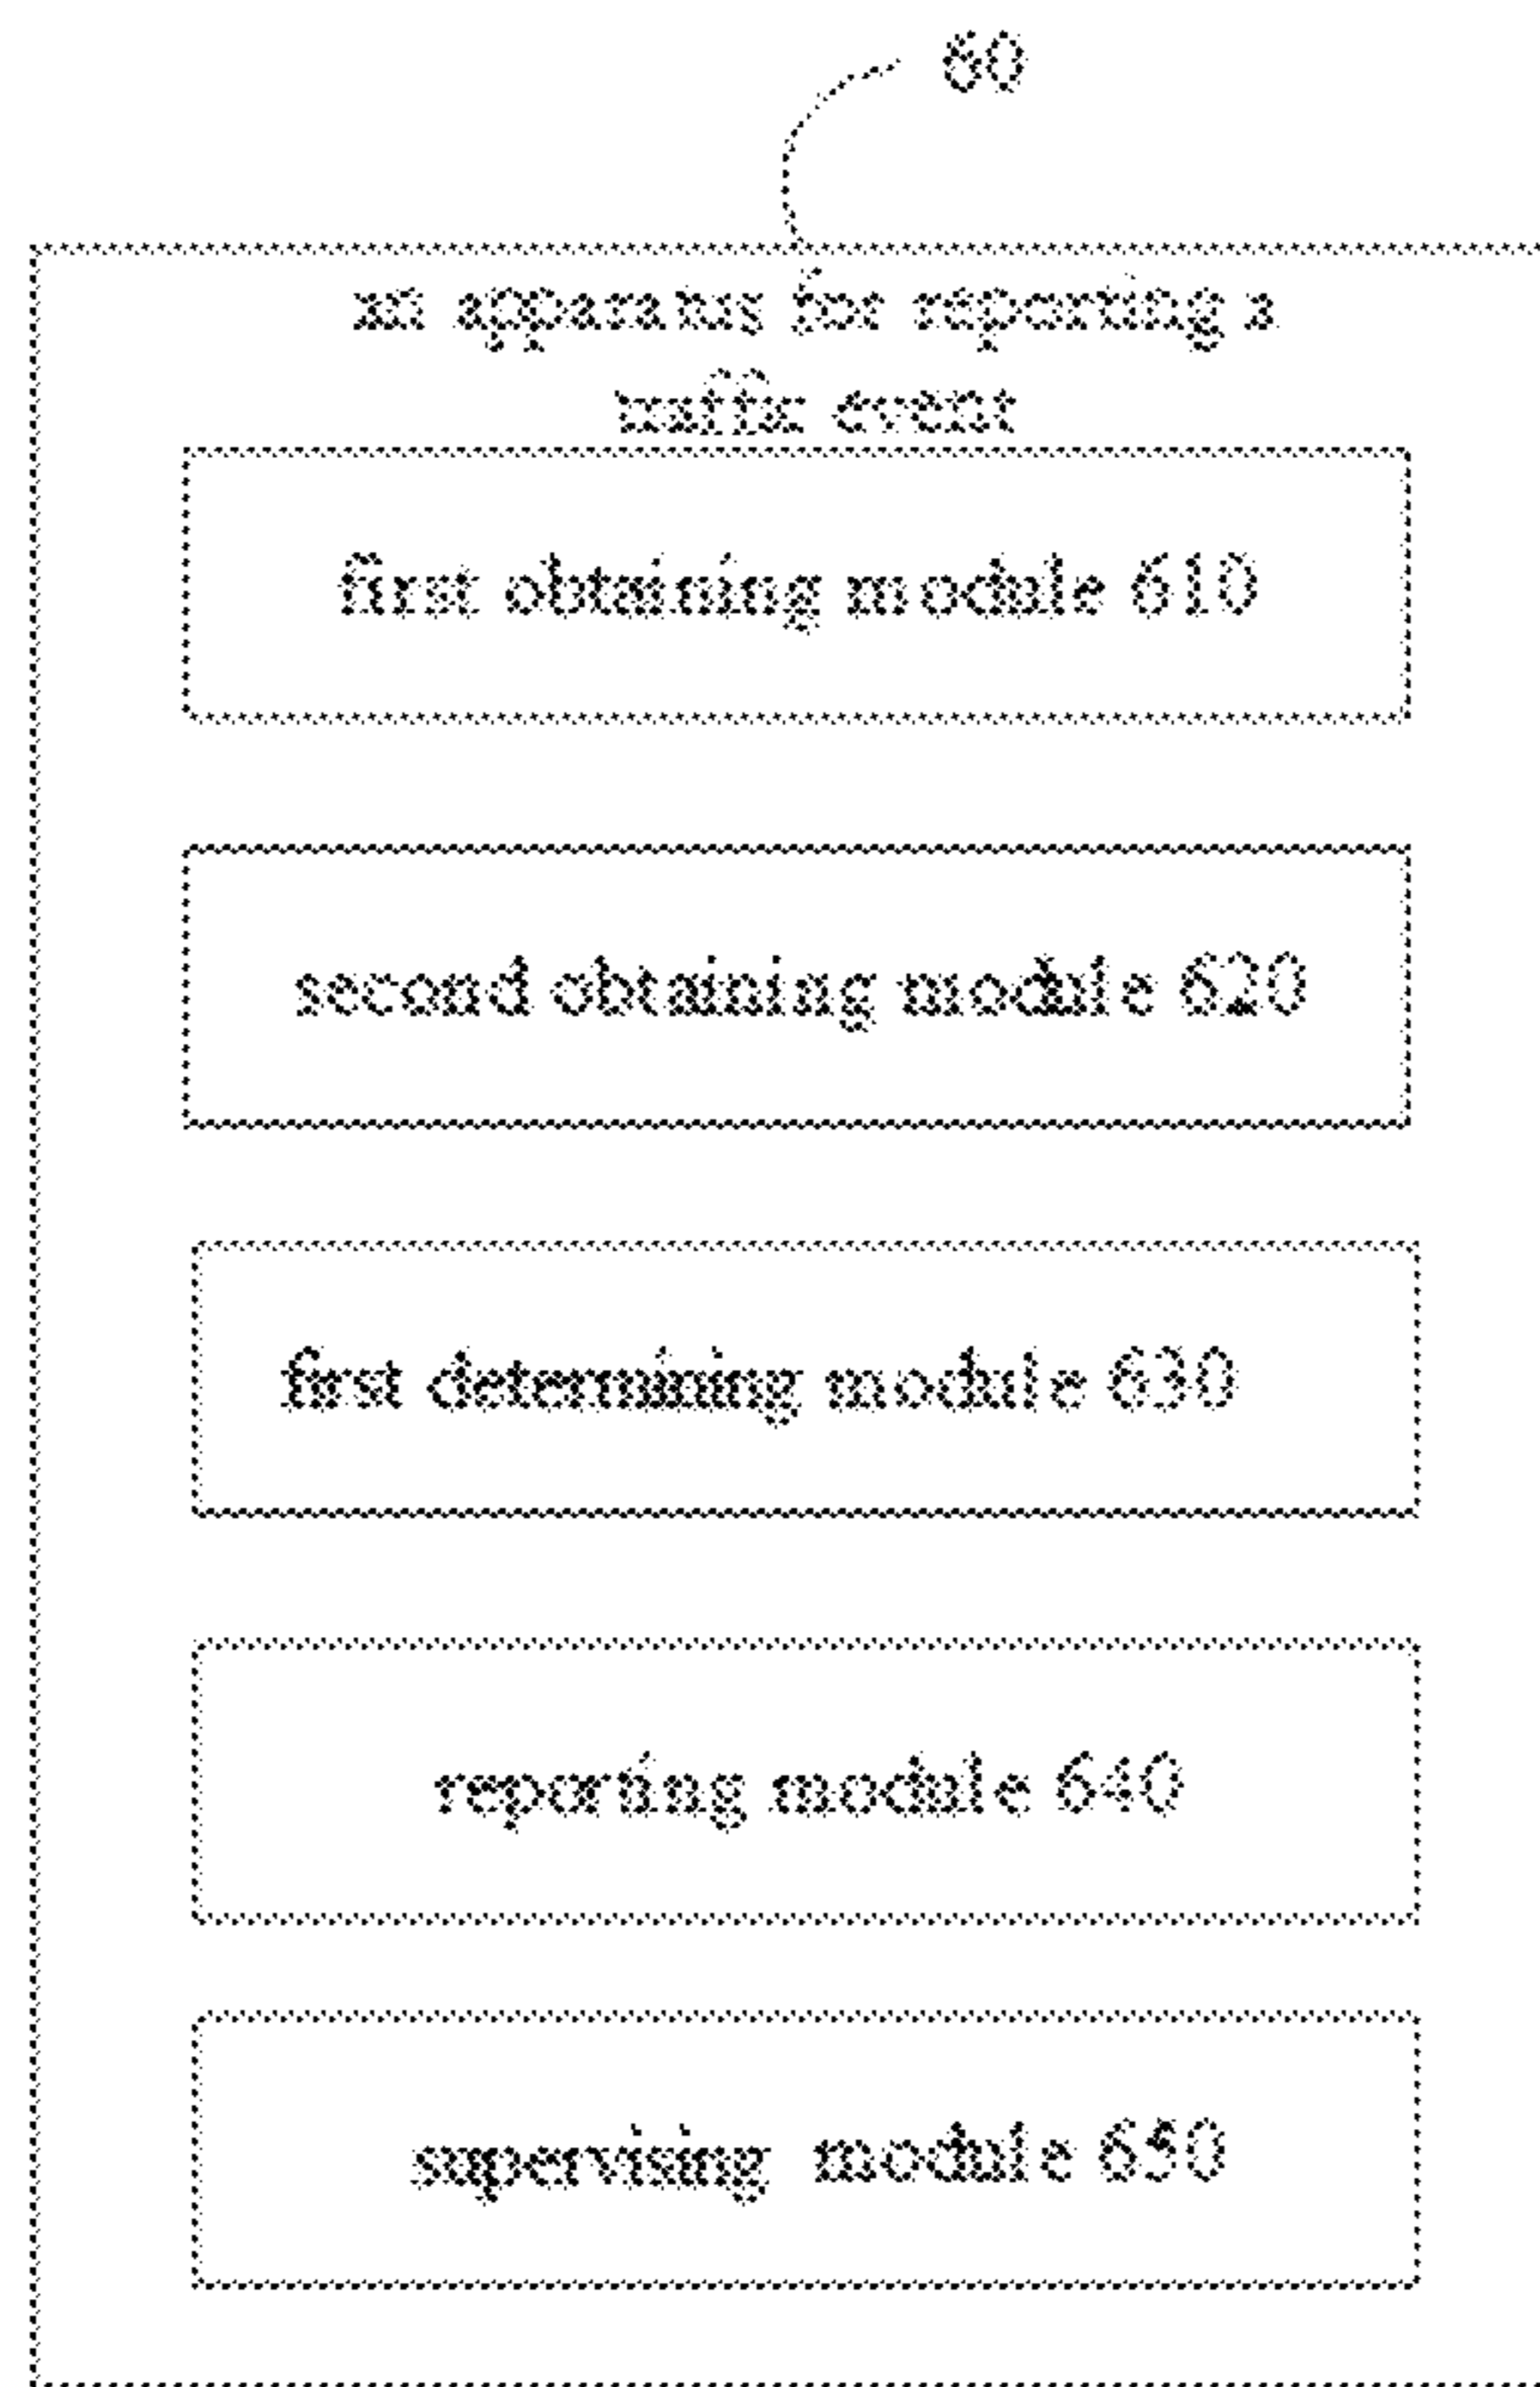 60
an apparatus for reporting a
traffic event
first obtaining module 610
second obtaining module 620
first determining module 630
reporting module 640
supervising module 650